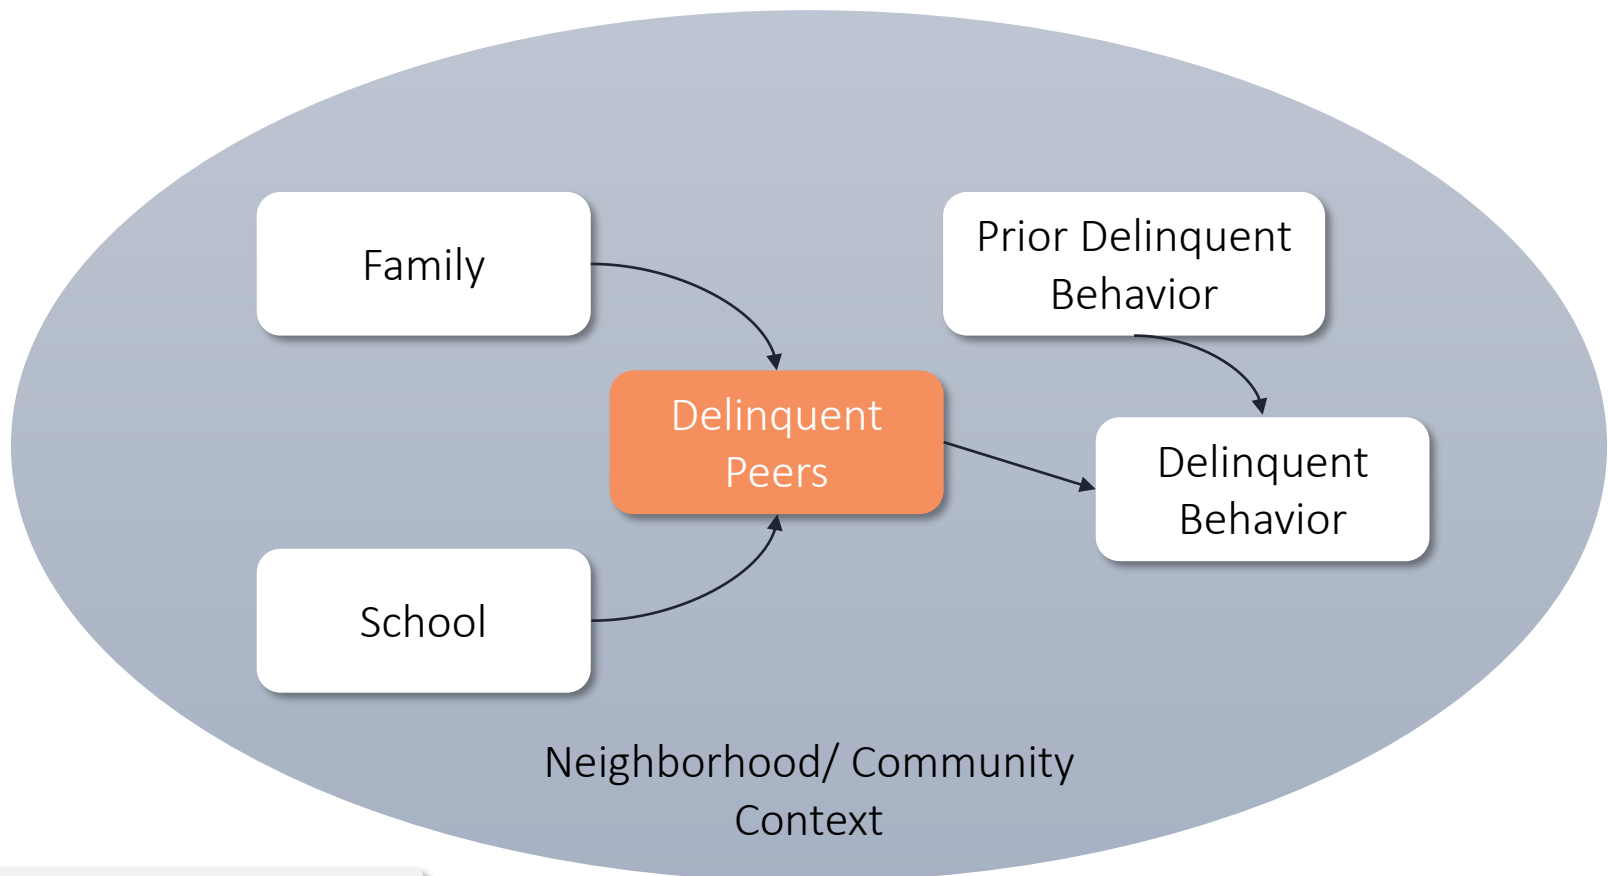 Family
Prior Delinquent
Behavior
Delinquent
Peers
Delinquent
Behavior
School
Neighborhood/ Community
Context